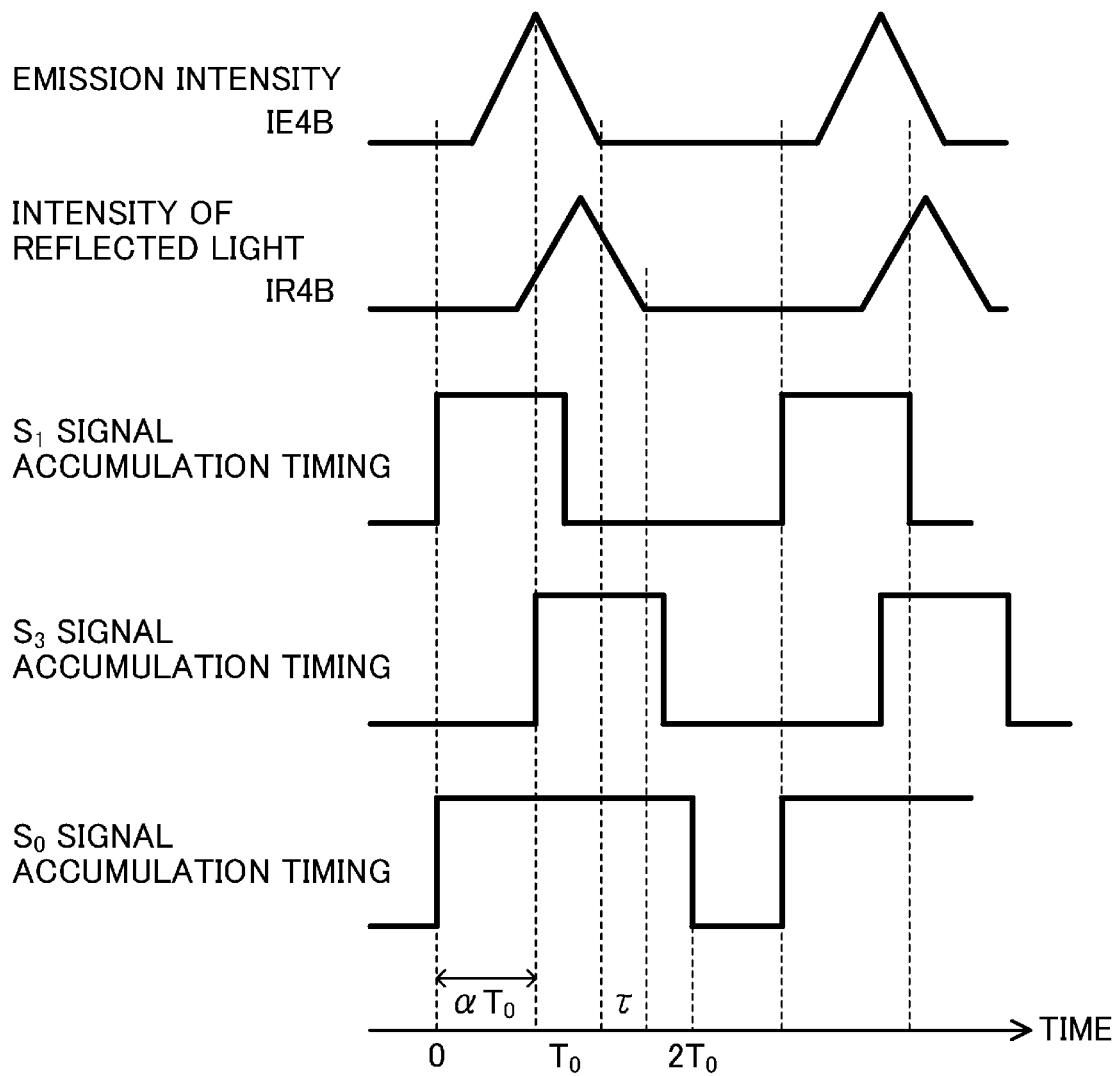 EMISSION INTENSITY
IE4B
INTENSITY OF
REFLECTED LIGHT
IR4B
S₁ SIGNAL
ACCUMULATION TIMING
S₃ SIGNAL
ACCUMULATION TIMING
S₀ SIGNAL
ACCUMULATION TIMING
αT₀ τ
TIME
0 T₀ 2T₀